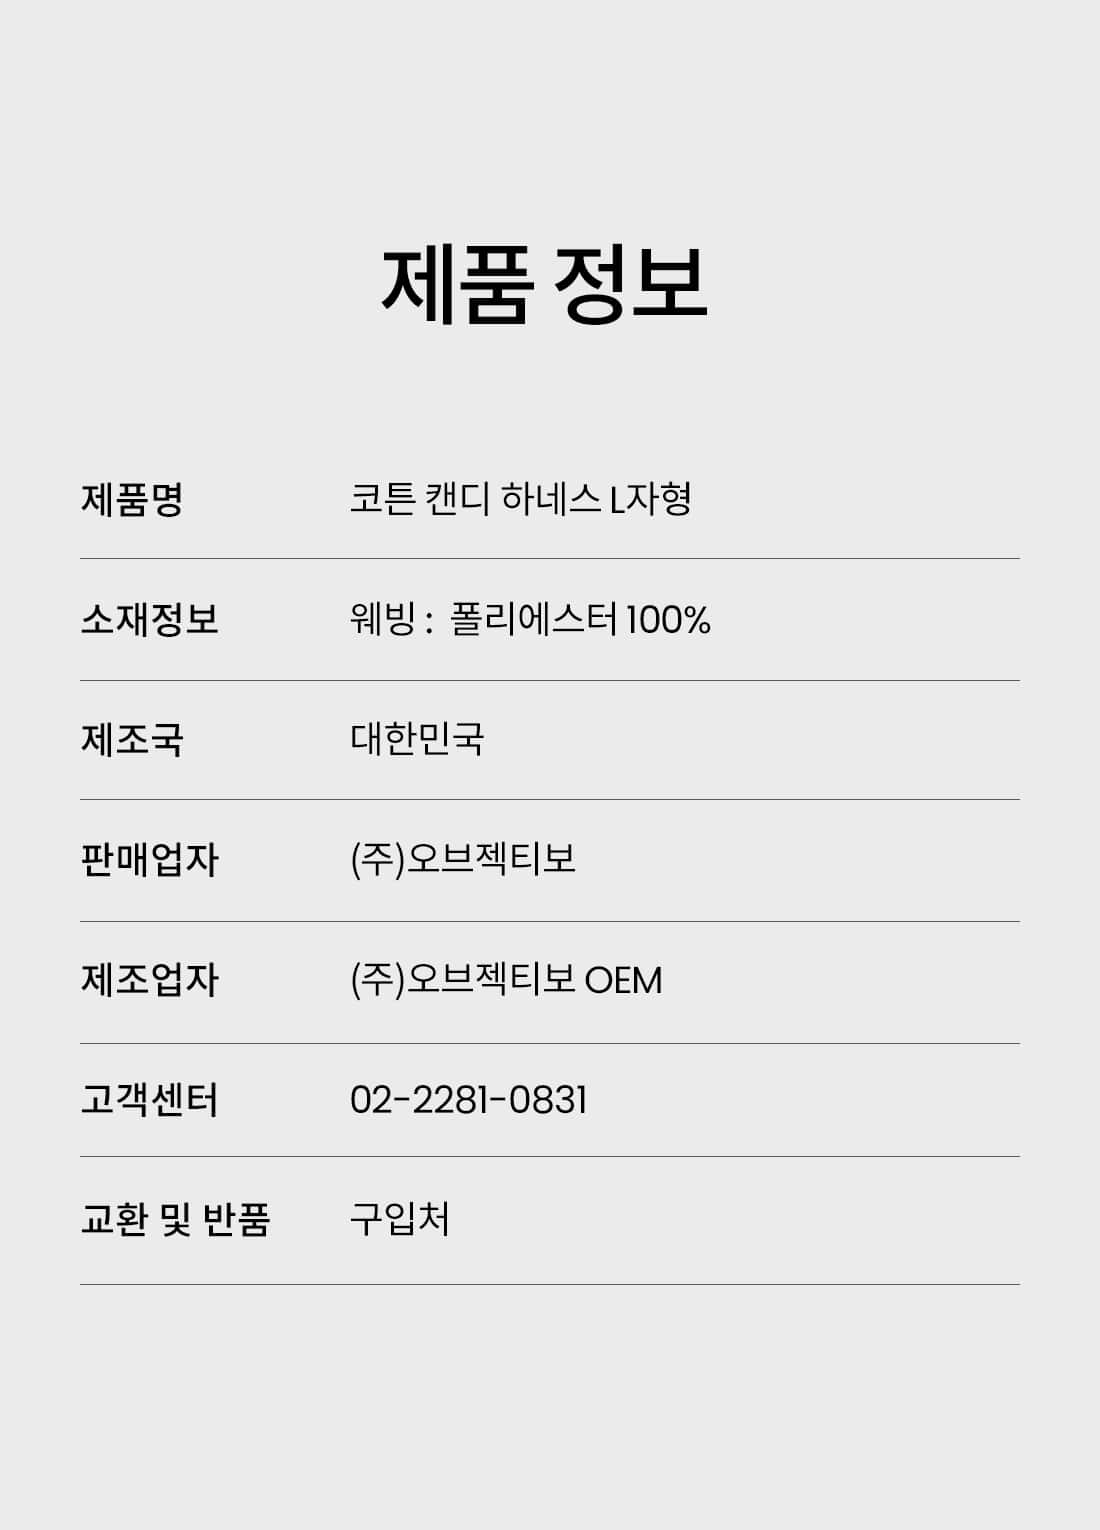 제품 정보
제품명 코튼 캔디 하네스 L자형
소재정보 웨빙 : 폴리에스터 100%
제조국 대한민국
판매업자 (주)오브젝티보
제조업자 (주)오브젝티보 OEM
고객센터 02-2281-0831
교환 및 반품 구입처